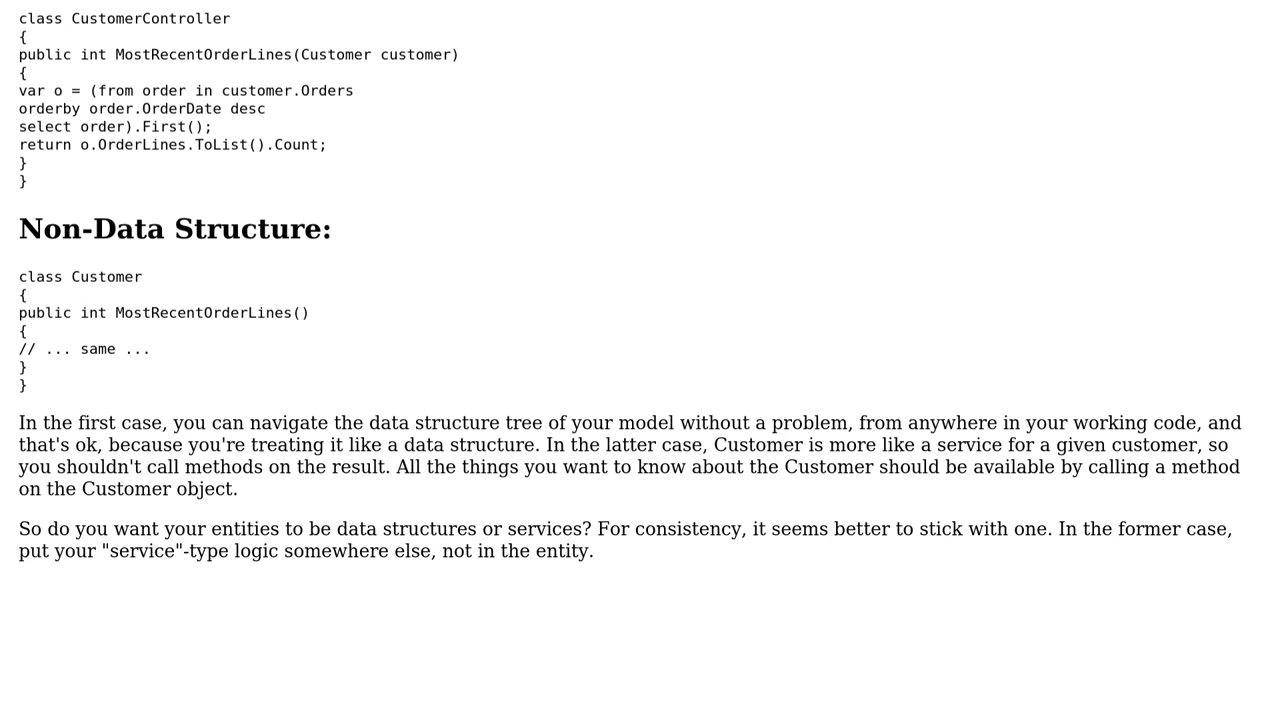 class CustomerController
{
public int MostRecentOrderLines(Customer customer)
{
var o = (from order in customer.Orders
orderby order.OrderDate desc
select order).First();
return o.OrderLines.ToList().Count;
}
}
Non-Data Structure:
class Customer
{
public int MostRecentOrderLines()
{
// ... same ...
}
}
In the first case, you can navigate the data structure tree of your model without a problem, from anywhere in your working code, and
that's ok, because you're treating it like a data structure. In the latter case, Customer is more like a service for a given customer, so
you shouldn't call methods on the result. All the things you want to know about the Customer should be available by calling a method
on the Customer object.
So do you want your entities to be data structures or services? For consistency, it seems better to stick with one. In the former case,
put your "service"-type logic somewhere else, not in the entity.